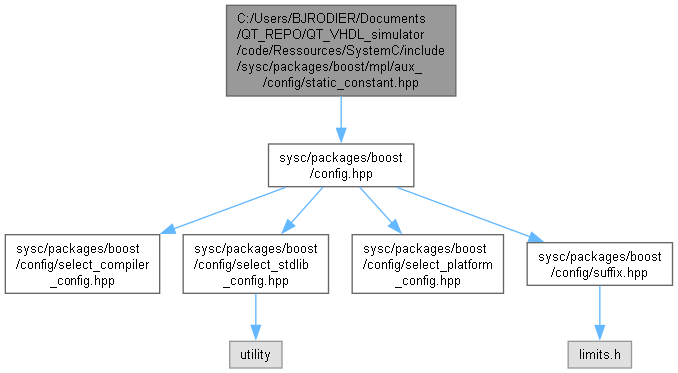 C:/Users/BJRODIER/Documents
/QT_REPO/QT_VHDL_simulator
/code/Ressources/SystemC/include
/sysc/packages/boost/mpl/aux_
/config/static_constant.hpp
sysc/packages/boost
/config.hpp
sysc/packages/boost
/config/select_compiler
_config.hpp
sysc/packages/boost
/config/select_stdlib
_config.hpp
sysc/packages/boost
/config/select_platform
_config.hpp
sysc/packages/boost
/config/suffix.hpp
utility
limits.h